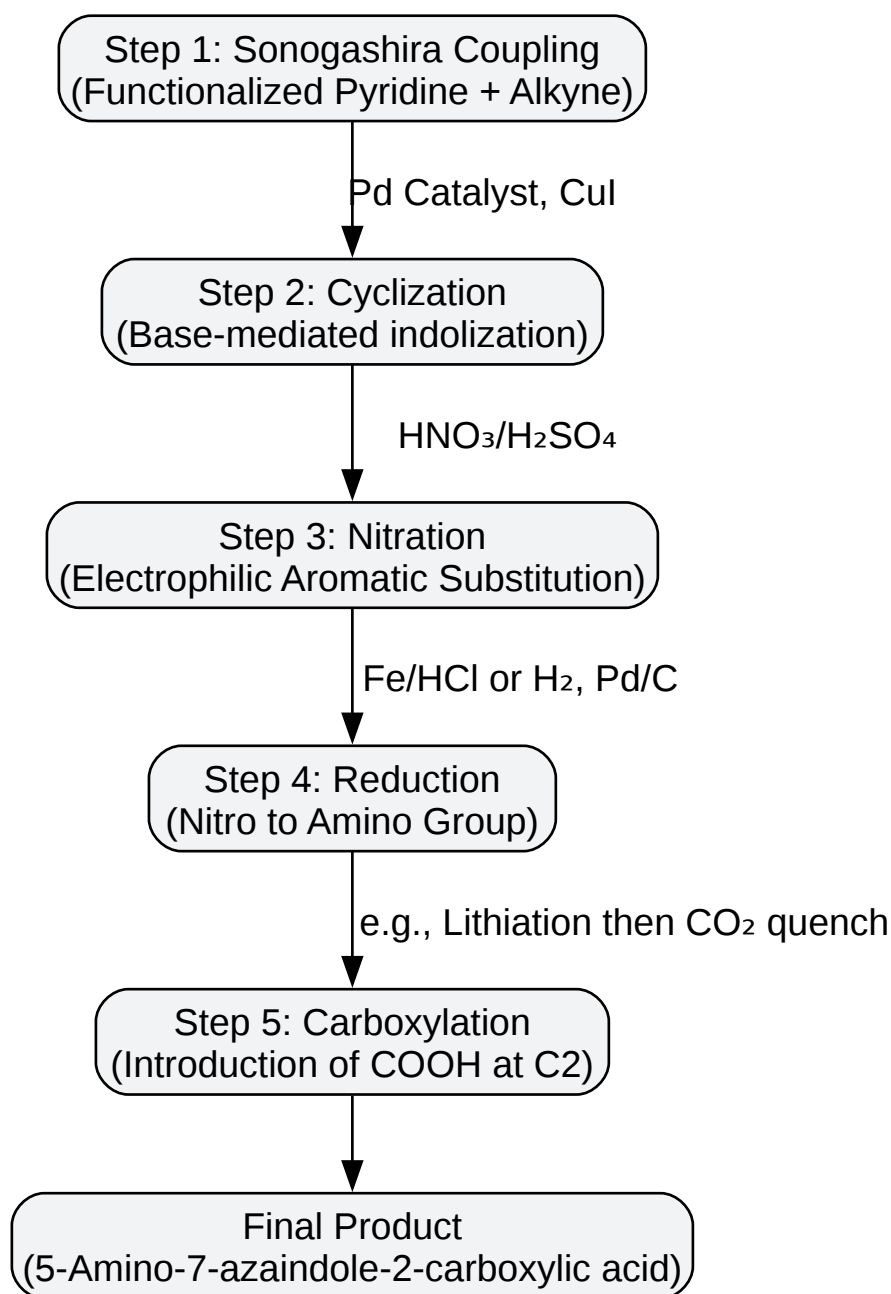 Step 1: Sonogashira Coupling
(Functionalized Pyridine + Alkyne)
Pd Catalyst, CuI
Step 2: Cyclization
(Base-mediated indolization)
HNO₃/H₂SO₄
Step 3: Nitration
(Electrophilic Aromatic Substitution)
Fe/HCl or H₂, Pd/C
Step 4: Reduction
(Nitro to Amino Group)
e.g., Lithiation then CO₂ quench
Step 5: Carboxylation
(Introduction of COOH at C2)
Final Product
(5-Amino-7-azaindole-2-carboxylic acid)